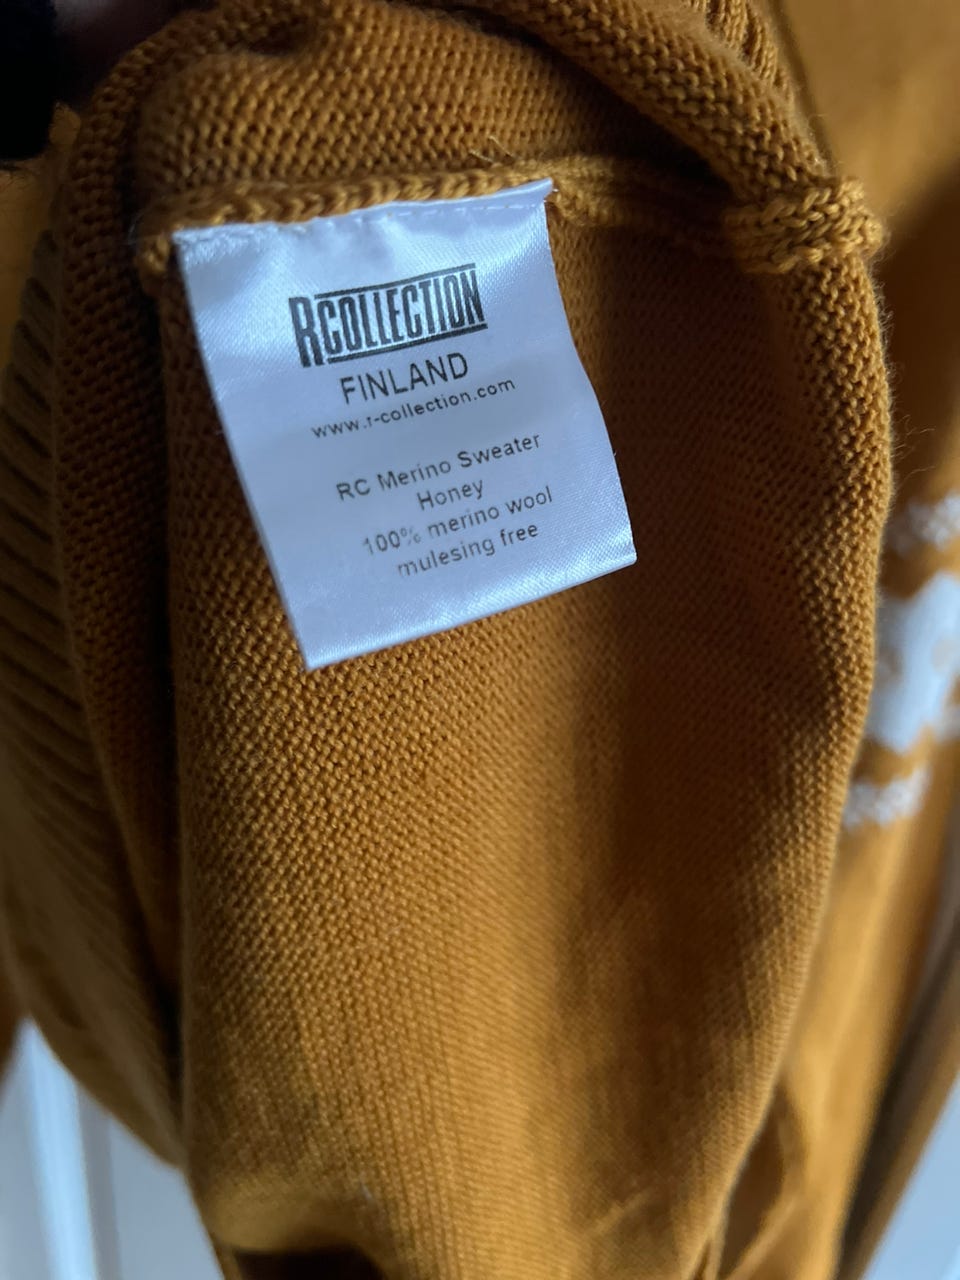 RCOLLECTION
FINLAND
www.r-collection.com
RC Merino Sweater
Honey
100% merino wool
mulesing free